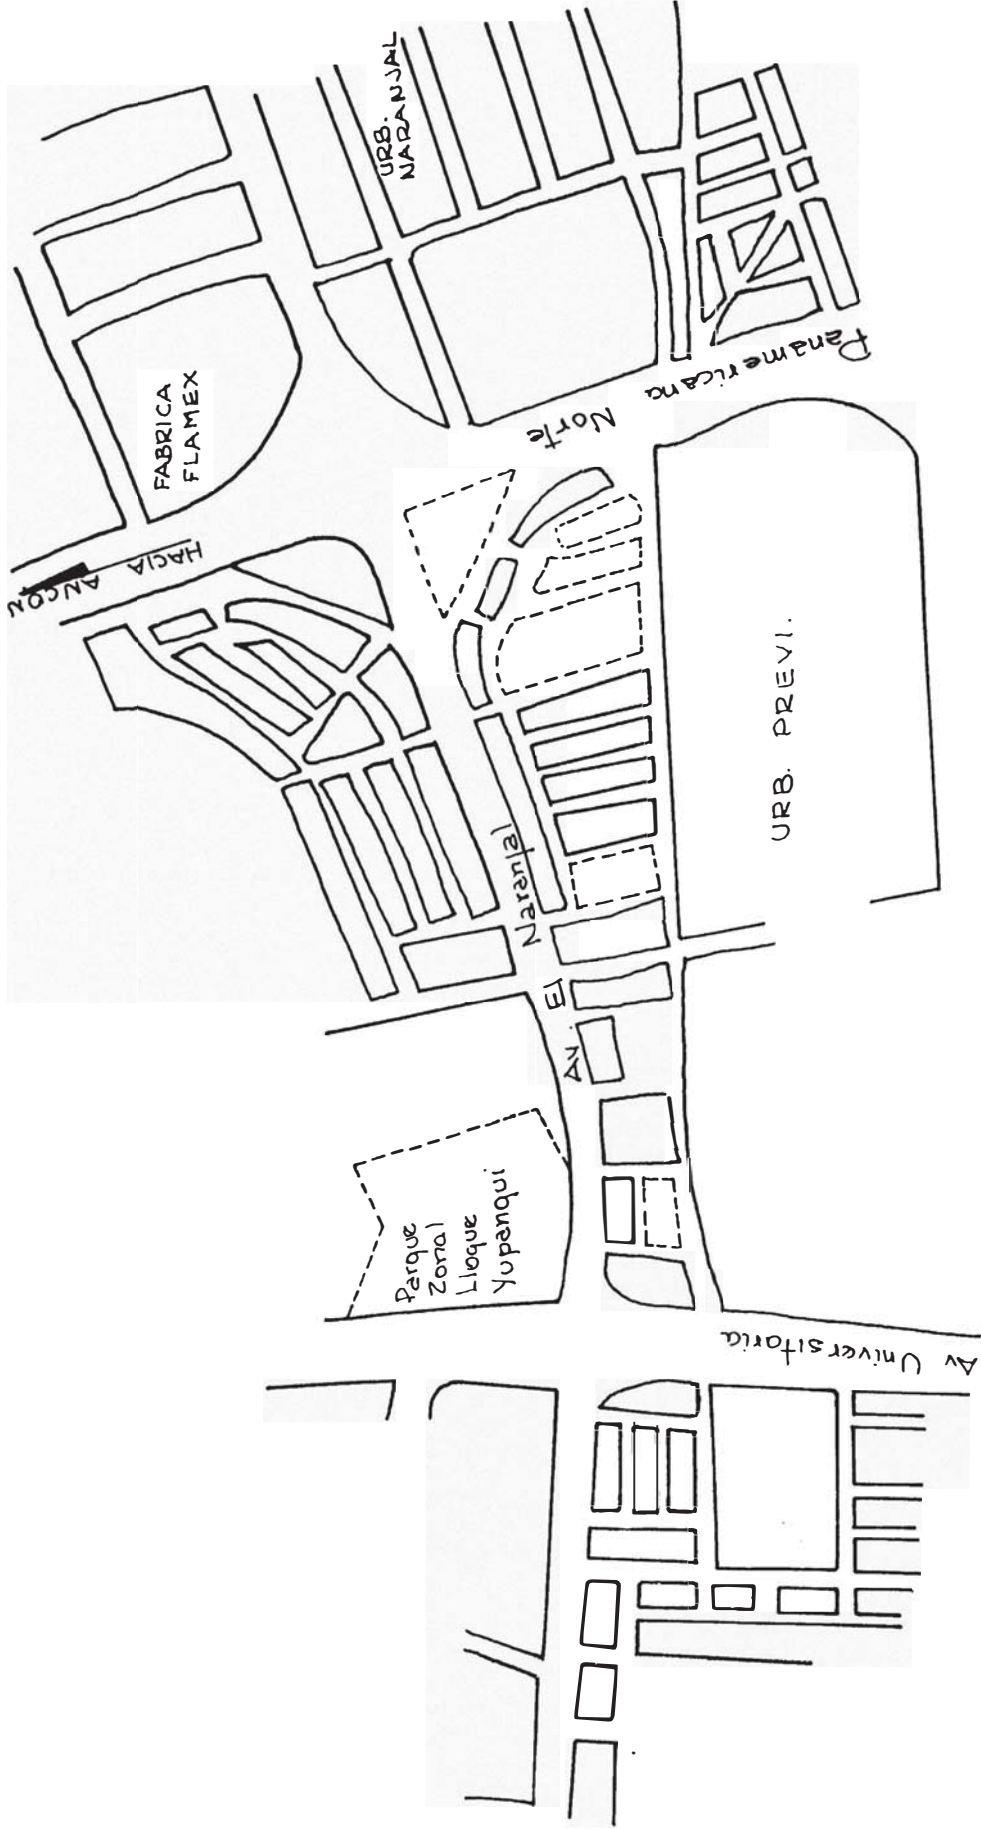 URB.
NARANJAL
FABRICA
FLAMEX
HACIA ANCON
Panamericana Norte
URB. PREVI.
Av. El Naranjal
Parque
Zonal
Lloque
Yupanqui
Av Universitaria